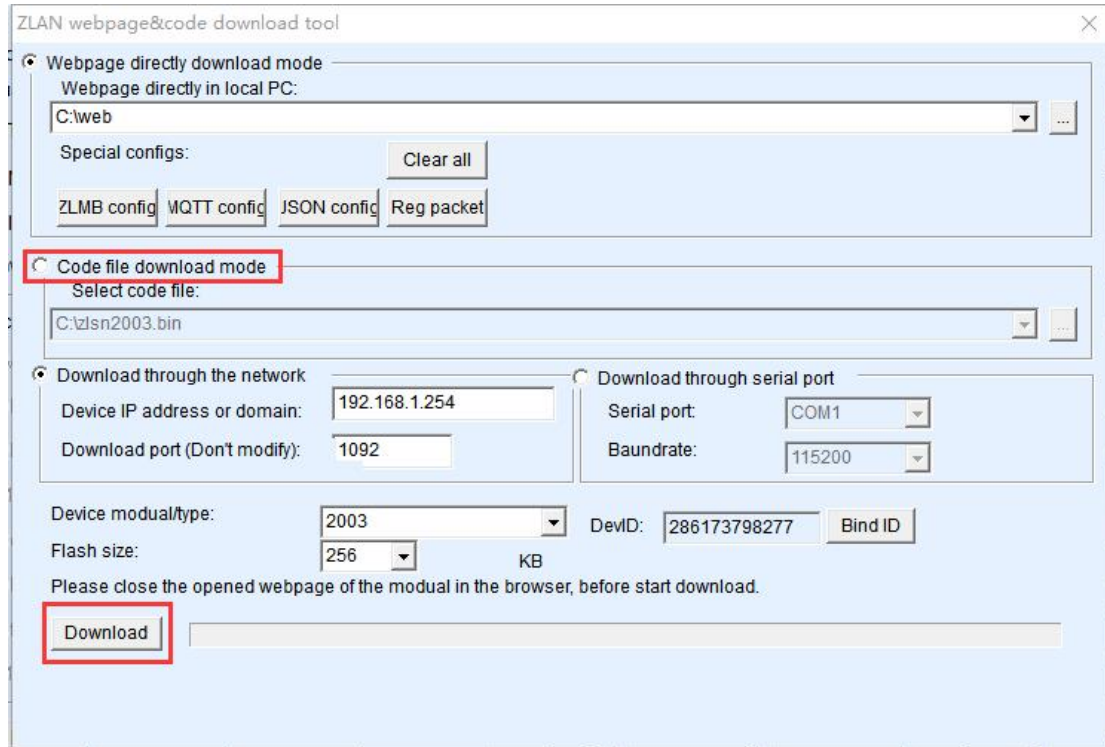 ZLAN webpage&code download tool
Webpage directly download mode
Webpage directly in local PC:
C:\web
...
Special configs:
Clear all
ZLMB config
MQTT config
JSON config
Reg packet
Code file download mode
Select code file:
C:\zlsn2003.bin
...
Download through the network
Device IP address or domain:
192.168.1.254
Download port (Don't modify):
1092
Download through serial port
Serial port:
COM1
Baundrate:
115200
Device modual/type:
2003
DevID:
286173798277
Bind ID
Flash size:
256
KB
Please close the opened webpage of the modual in the browser, before start download.
Download